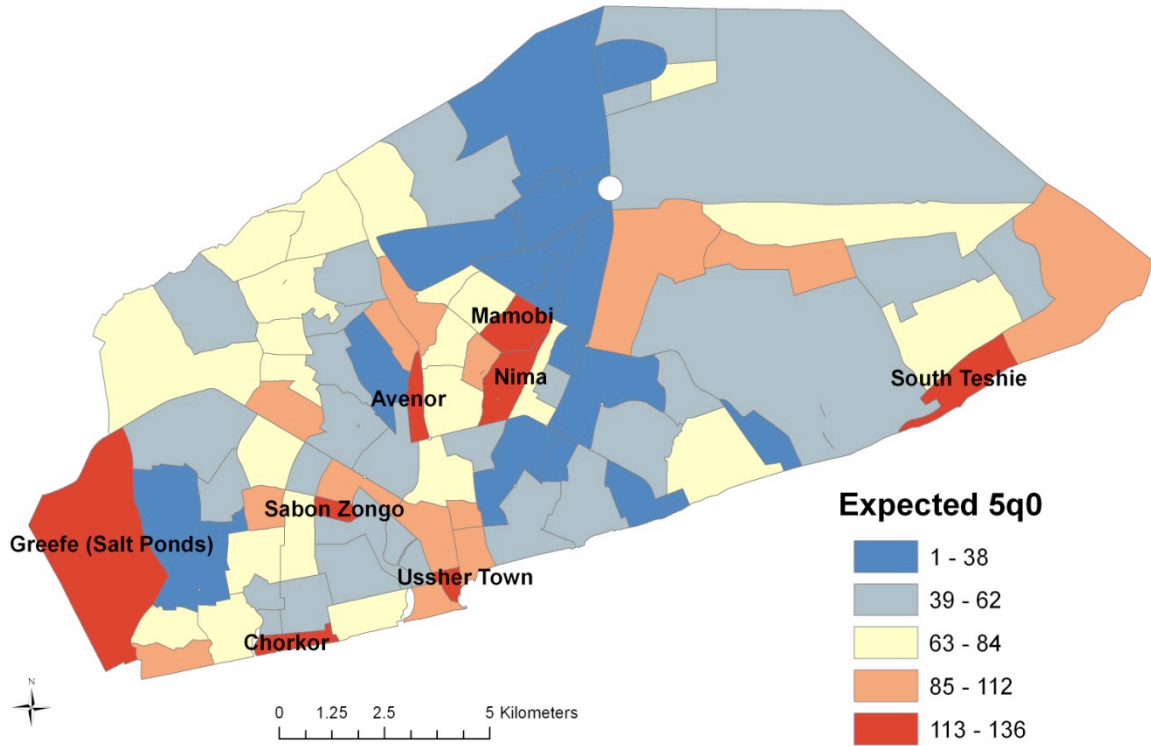 Mamobi
Nima
Avenor
South Teshie
Sabon Zongo
Greefe (Salt Ponds)
Ussher Town
Chorkor
Expected 5q0
1 - 38
39 - 62
63 - 84
85 - 112
113 - 136
N
0 1.25 2.5 5 Kilometers